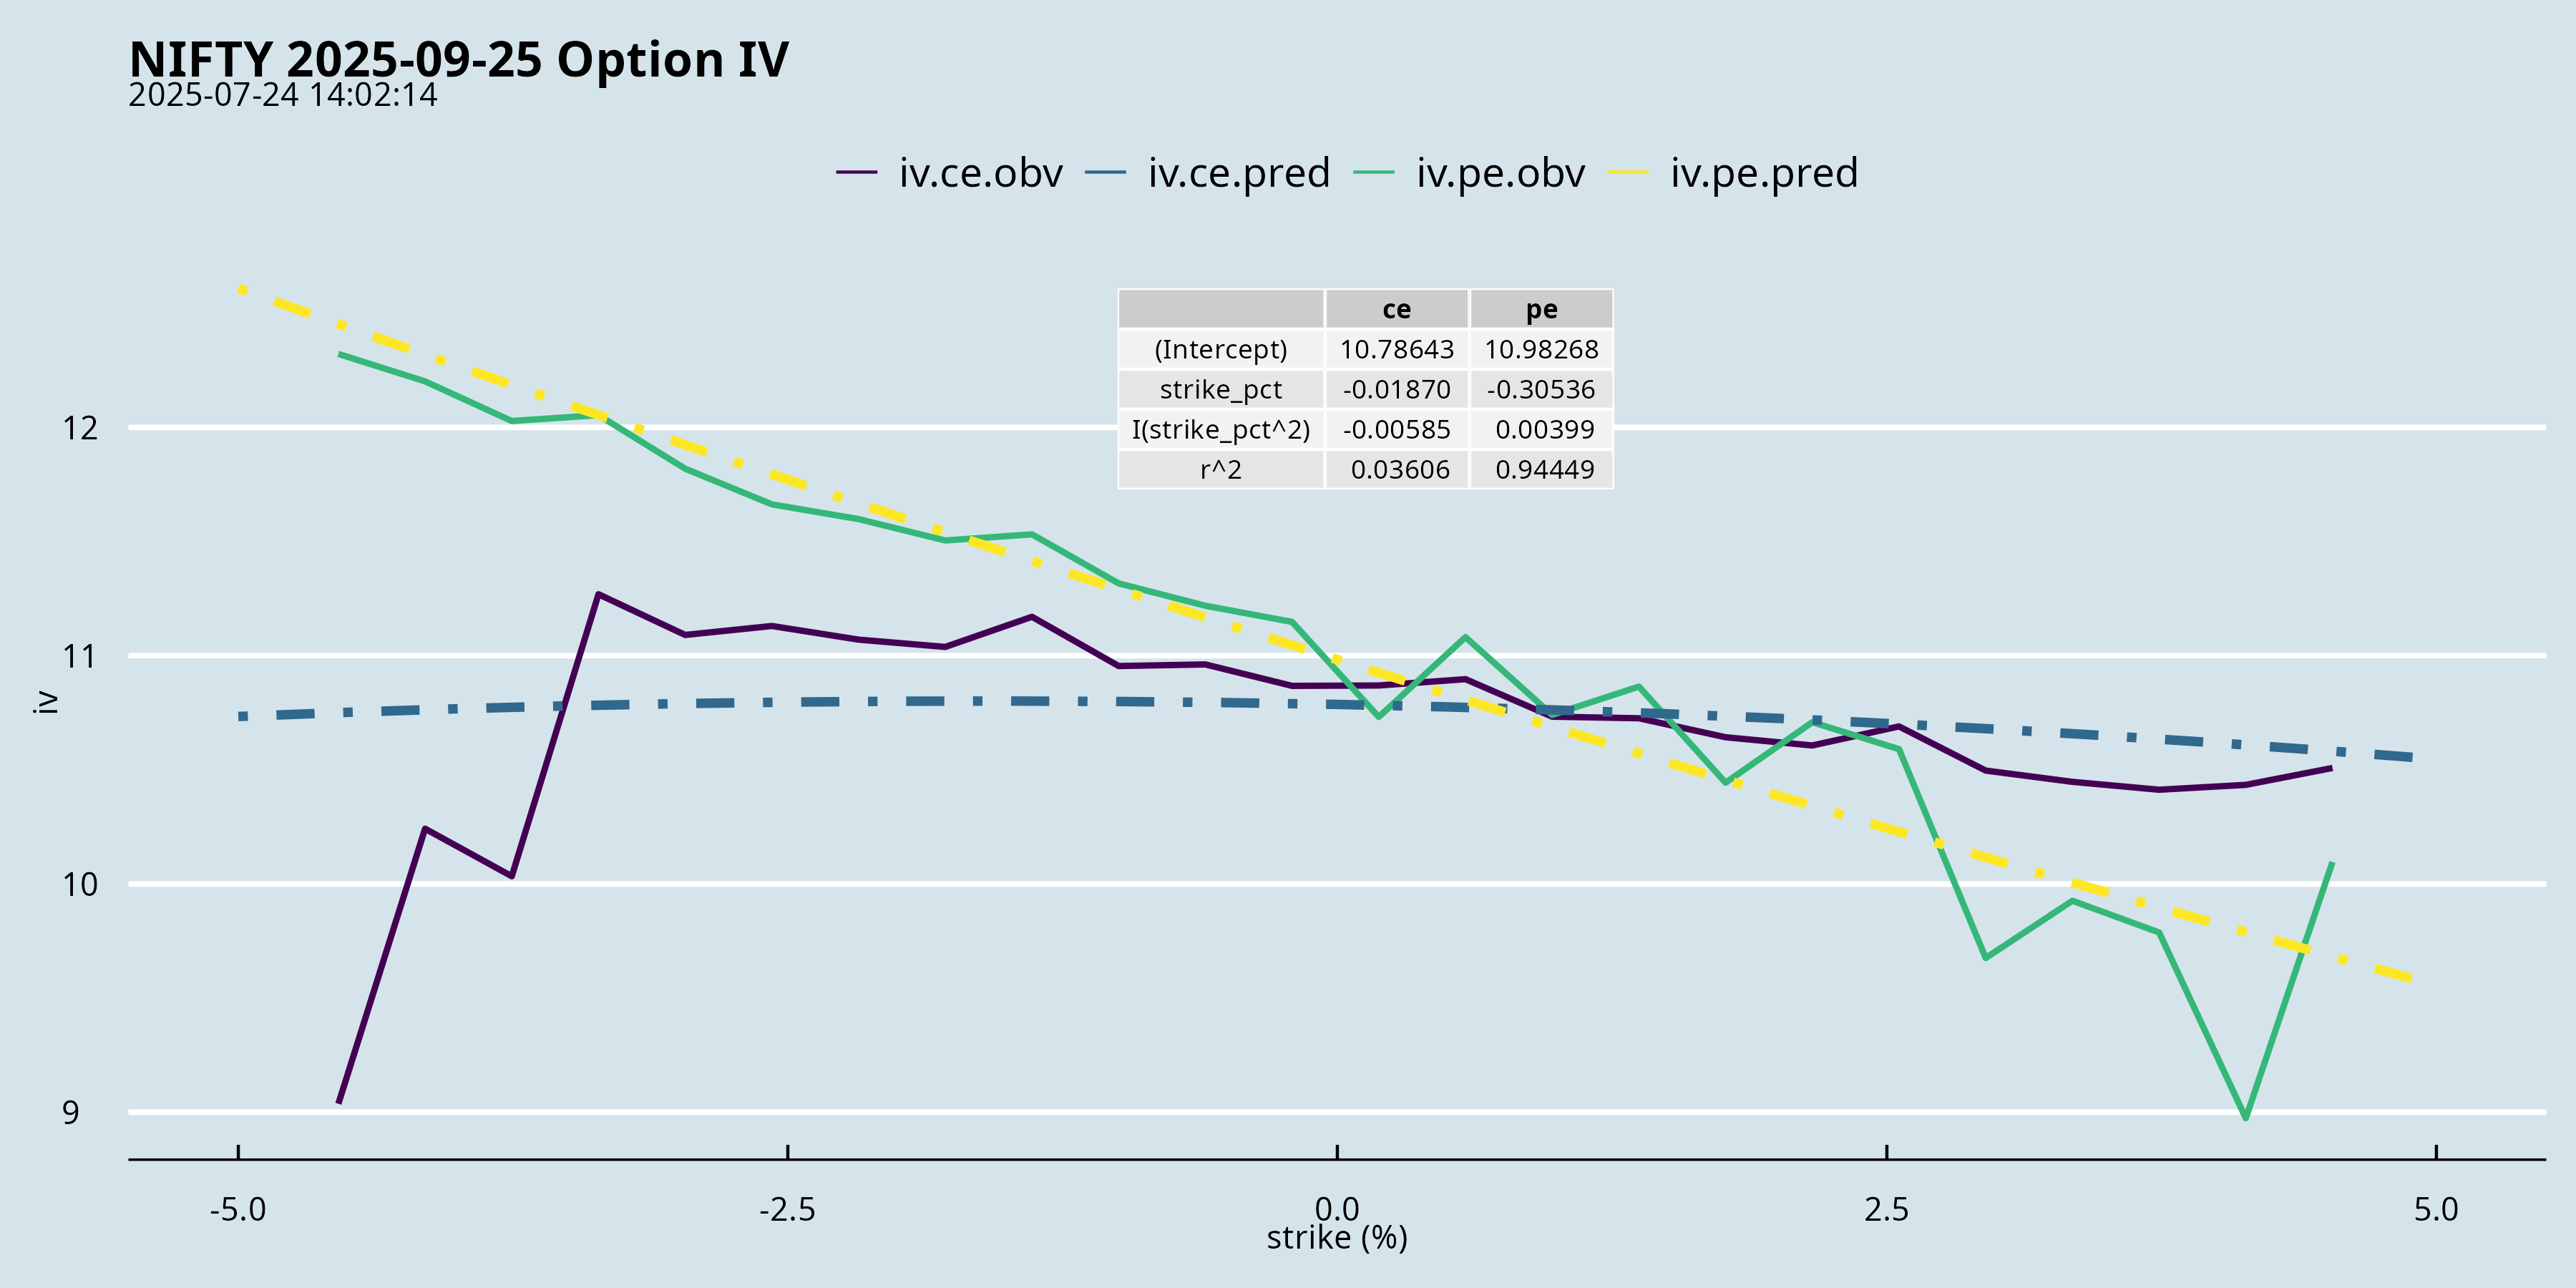 NIFTY 2025-09-25 Option IV
2025-07-24 14:02:14
iv.ce.obv iv.ce.pred iv.pe.obv iv.pe.pred
ce pe
(Intercept) 10.78643 10.98268
strike_pct -0.01870 -0.30536
I(strike_pct^2) -0.00585 0.00399
r^2 0.03606 0.94449
12
11
iv
10
9
-5.0 -2.5 0.0 2.5 5.0
strike (%)